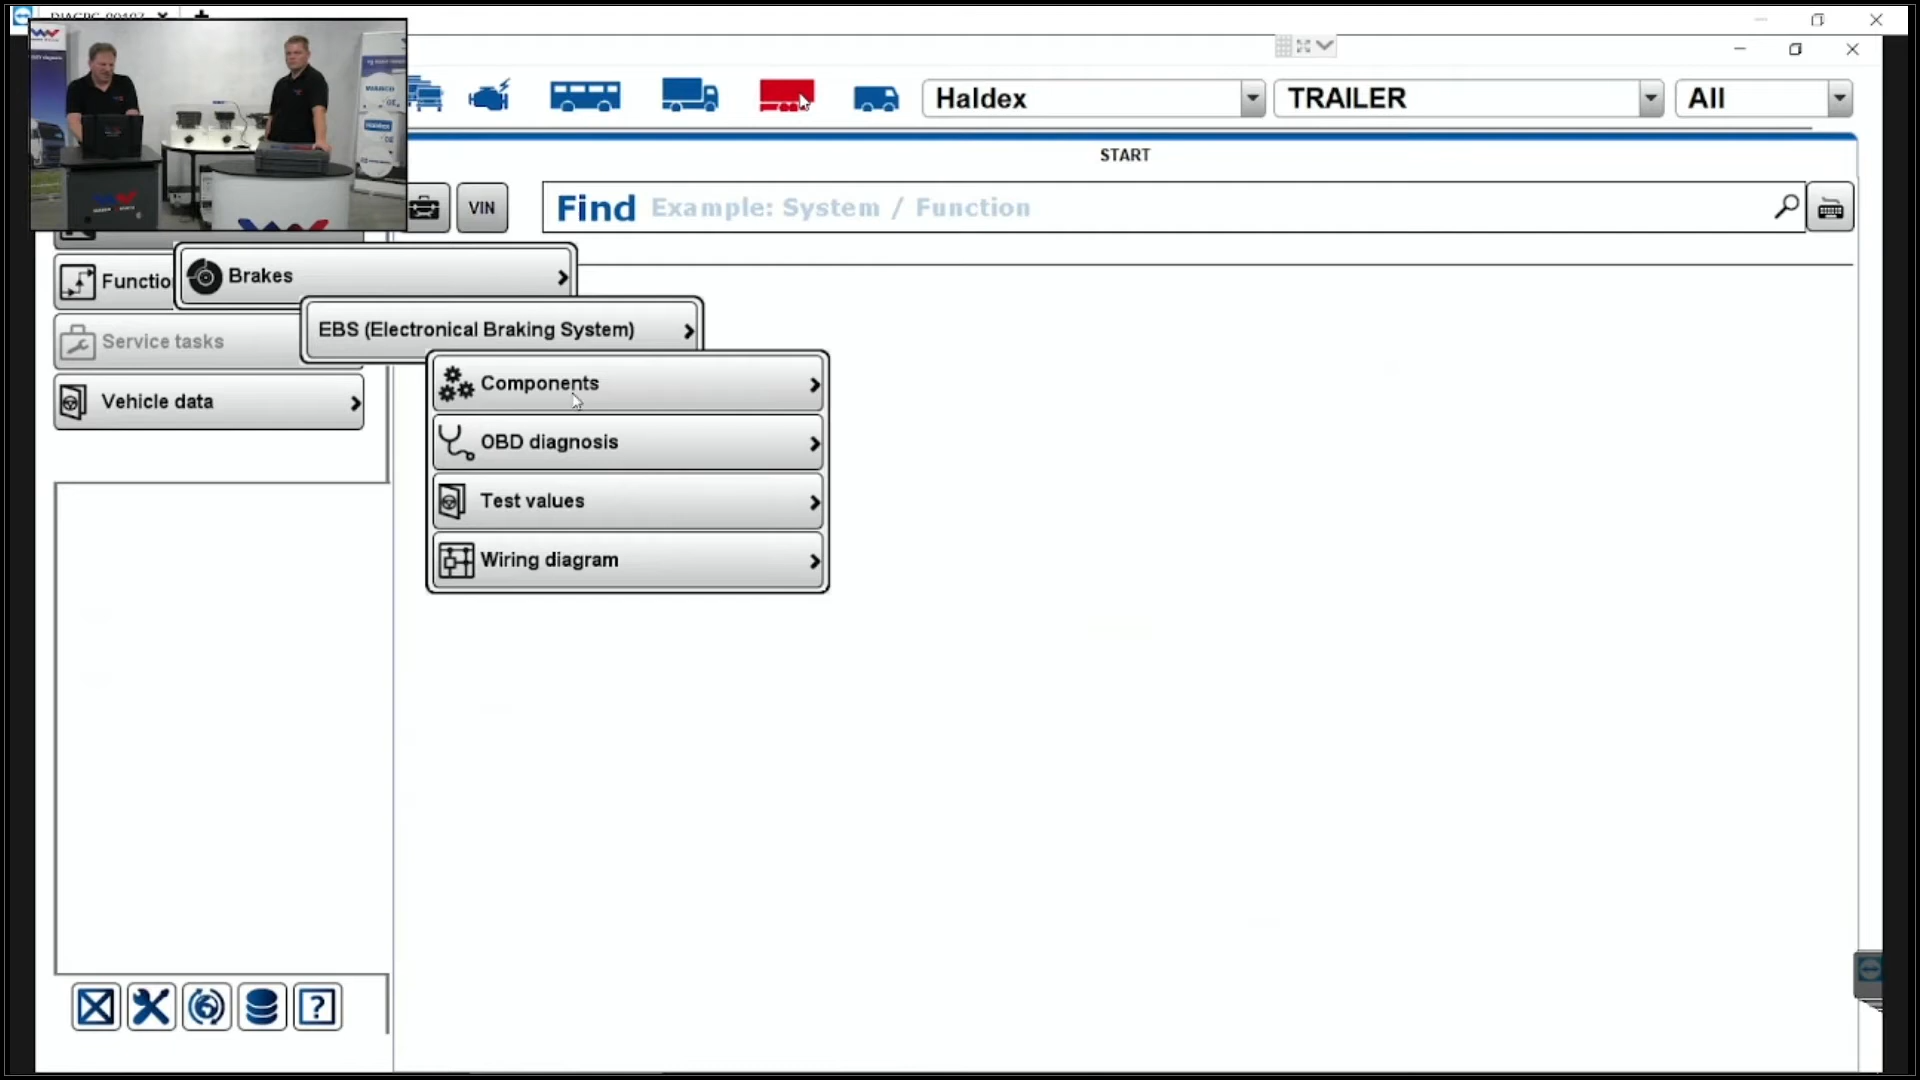 Haldex
TRAILER
All
START
VIN
Find Example: System / Function
Brakes
Functio
EBS (Electronical Braking System)
Service tasks
Components
Vehicle data
OBD diagnosis
Test values
Wiring diagram